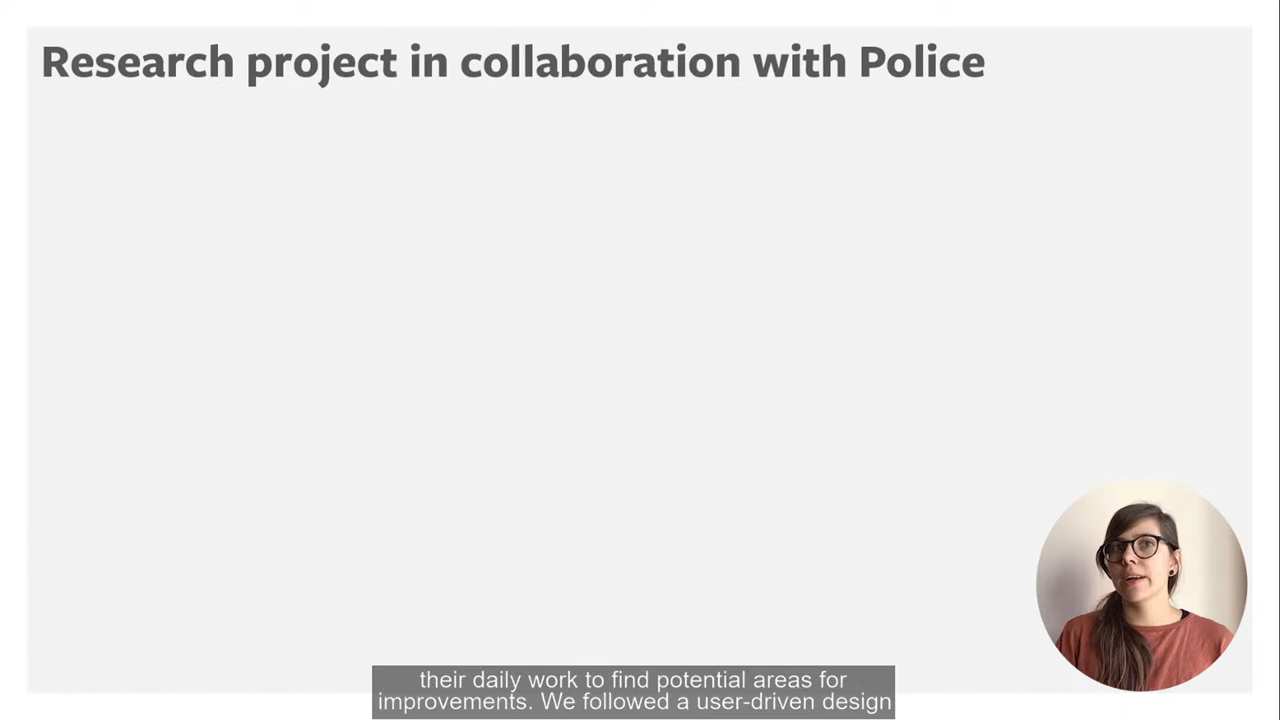 Research project in collaboration with Police
their daily work to find potential areas for
improvements. We followed a user-driven design